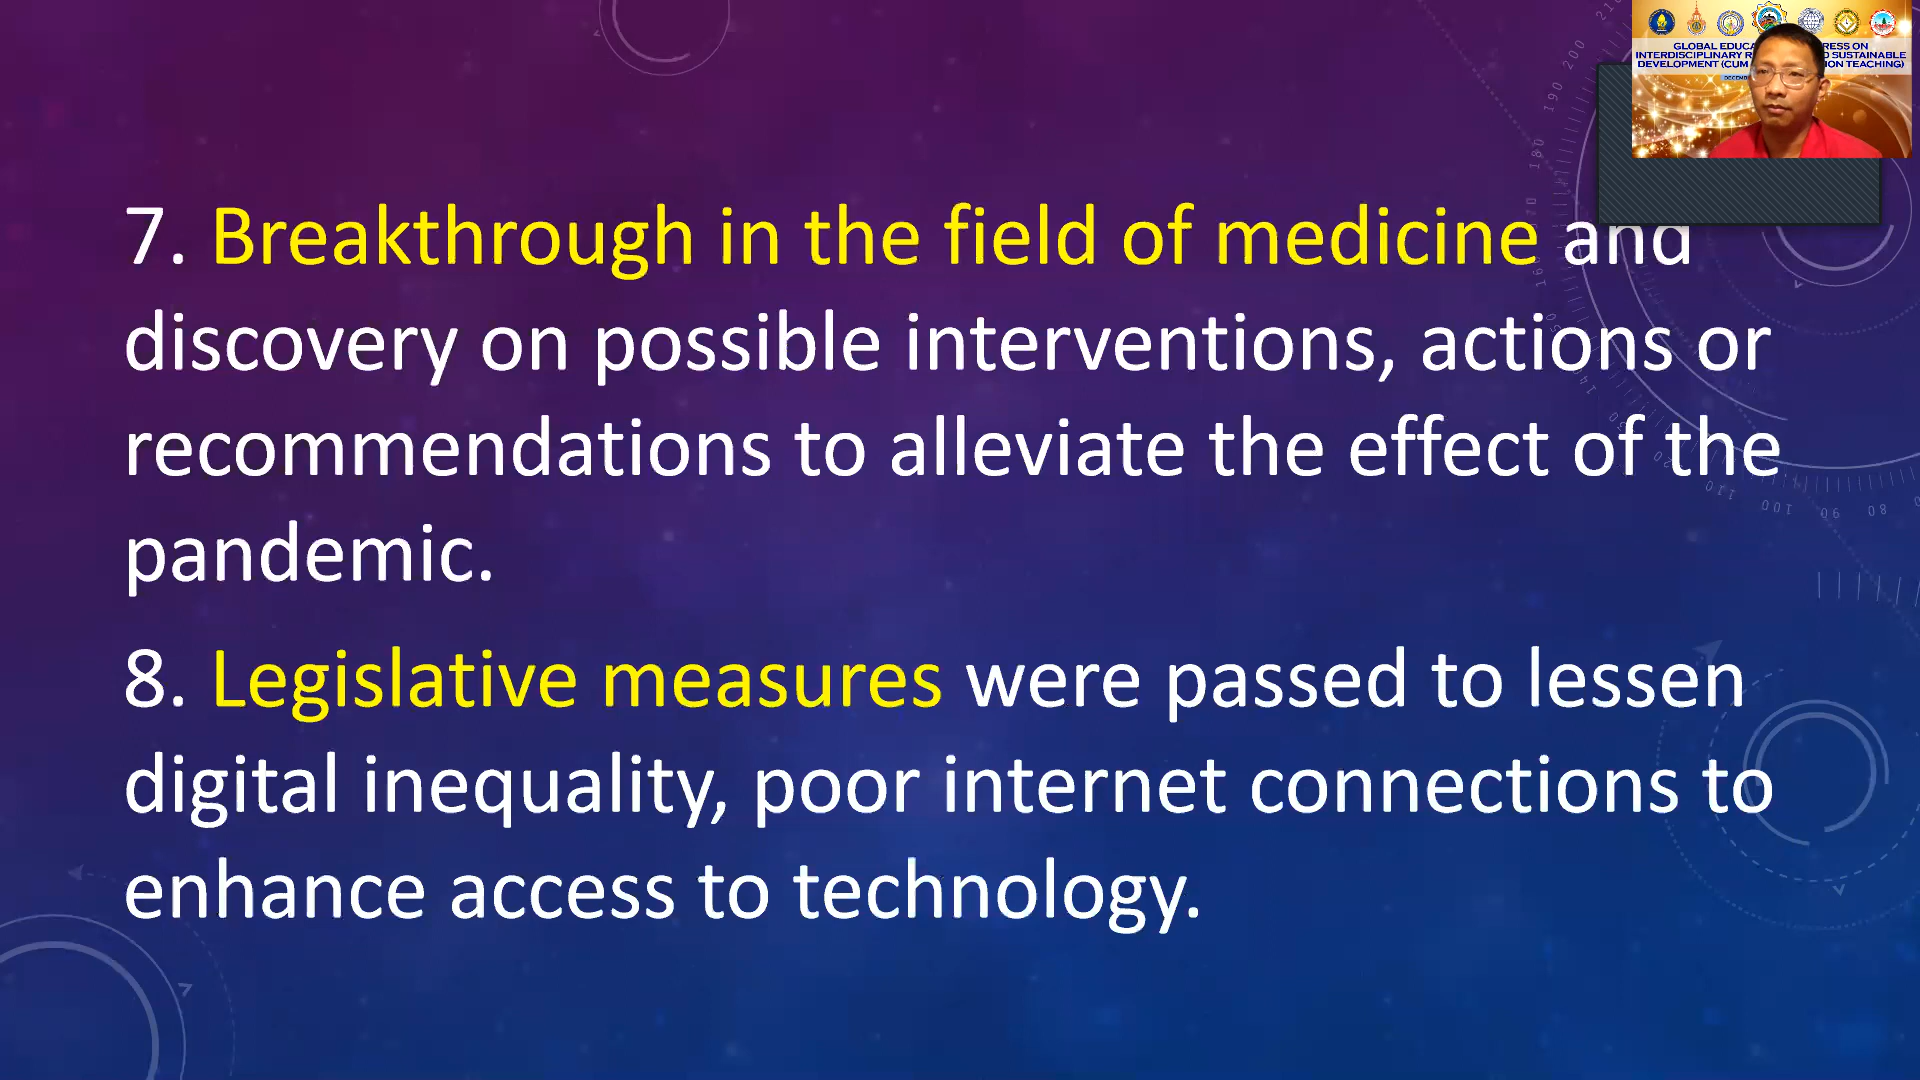 GLOBAL EDUCA RESS ON
INTERDISCIPLINARY R D SUSTAINABLE
DEVELOPMENT (CUM ION TEACHING)
7. Breakthrough in the field of medicine and
discovery on possible interventions, actions or
recommendations to alleviate the effect of the
pandemic.
8. Legislative measures were passed to lessen
digital inequality, poor internet connections to
enhance access to technology.